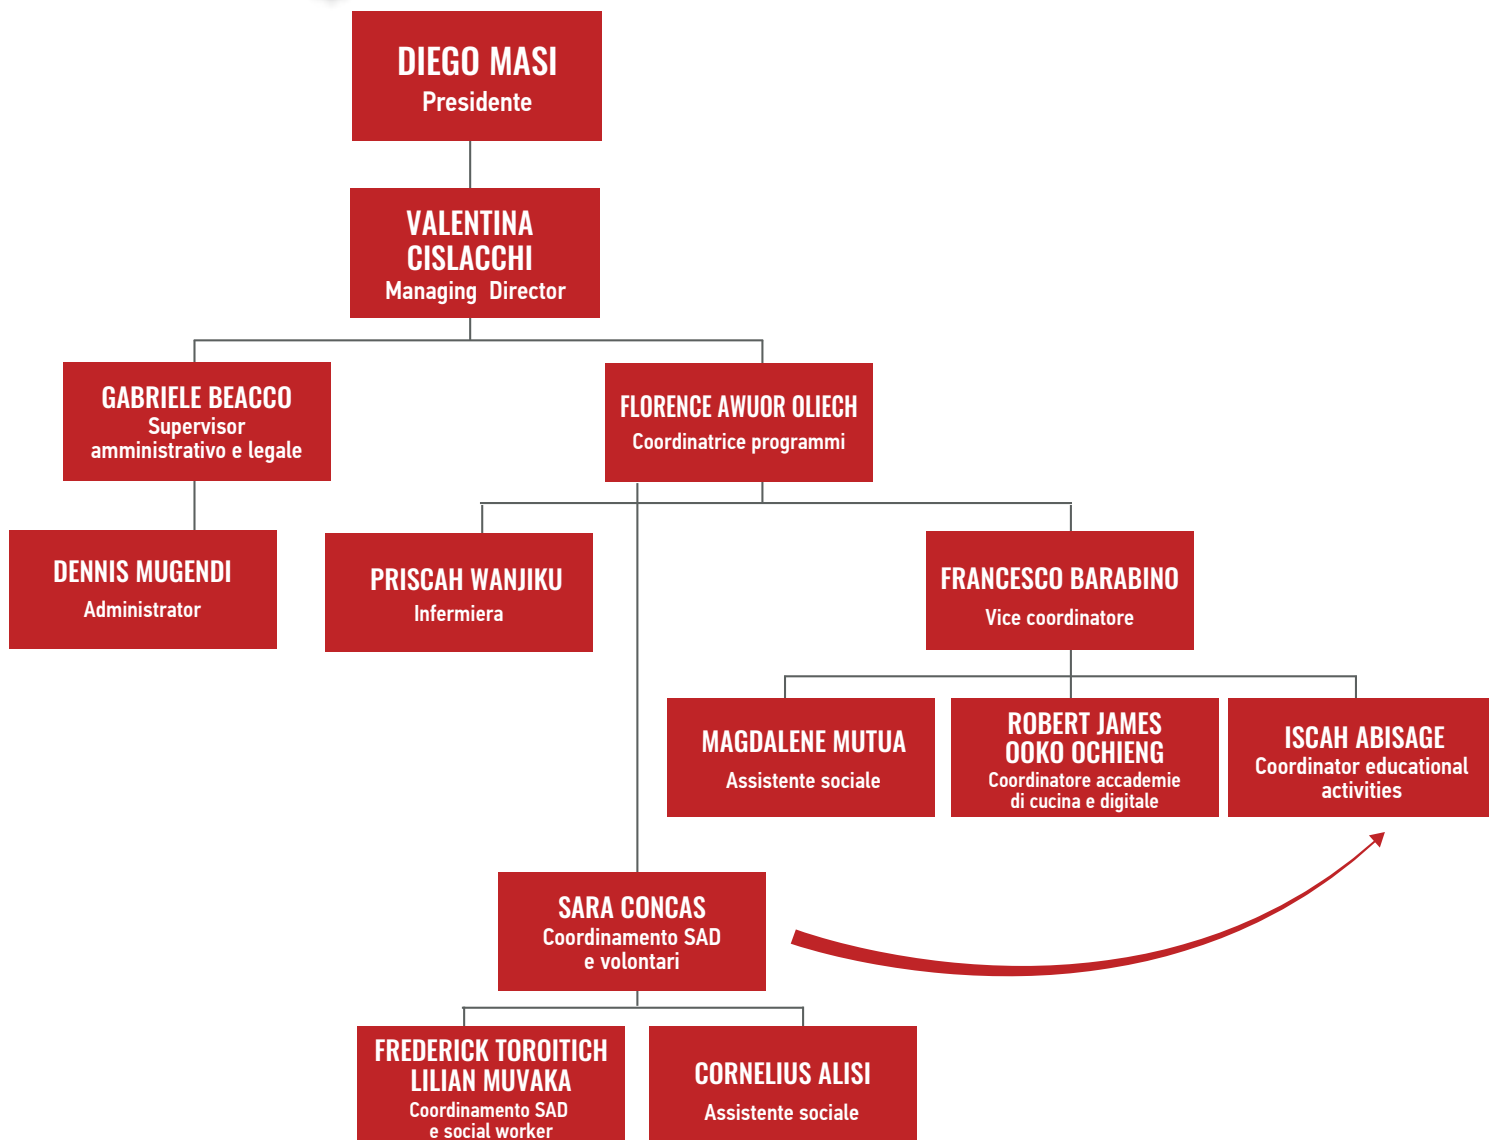 DIEGO MASI
Presidente
VALENTINA
CISLACCHI
Managing Director
GABRIELE BEACCO
Supervisor
amministrativo e legale
FLORENCE AWUOR OLIECH
Coordinatrice programmi
DENNIS MUGENDI
Administrator
PRISCAH WANJIKU
Infermiera
FRANCESCO BARABINO
Vice coordinatore
MAGDALENE MUTUA
Assistente sociale
ROBERT JAMES
OOKO OCHIENG
Coordinatore accademie
di cucina e digitale
ISCAH ABISAGE
Coordinator educational
activities
SARA CONCAS
Coordinamento SAD
e volontari
FREDERICK TOROITICH
LILIAN MUVAKA
Coordinamento SAD
e social worker
CORNELIUS ALISI
Assistente sociale